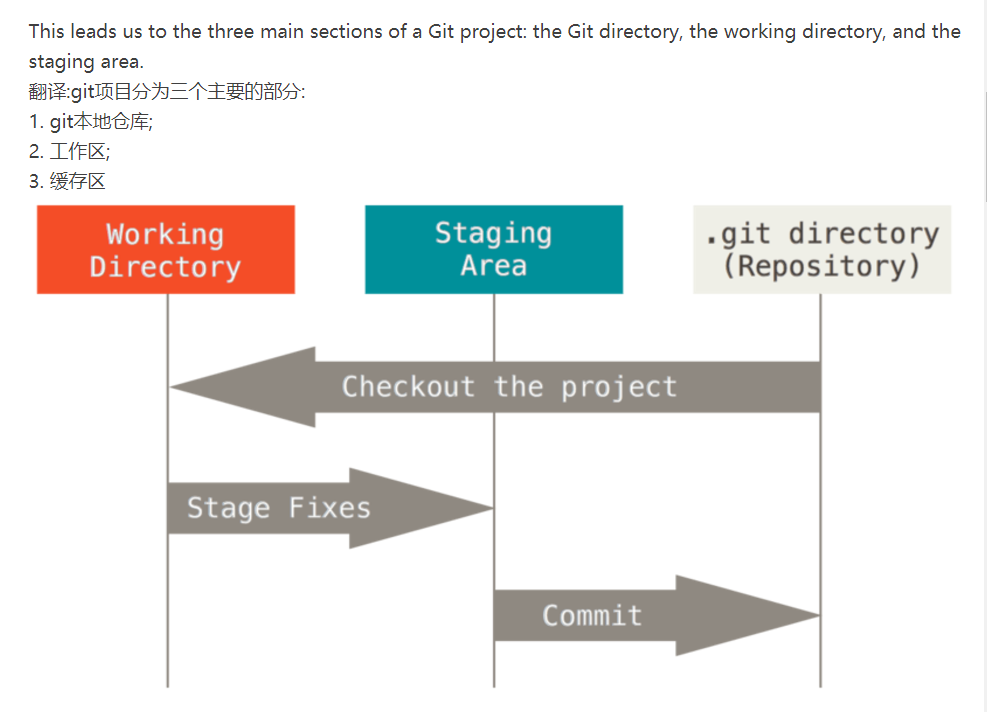 This leads us to the three main sections of a Git project: the Git directory, the working directory, and the
staging area.
翻译:git项目分为三个主要的部分:
1. git本地仓库;
2. 工作区;
3. 缓存区
Working
Directory
Staging
Area
.git directory
(Repository)
Checkout the project
Stage Fixes
Commit